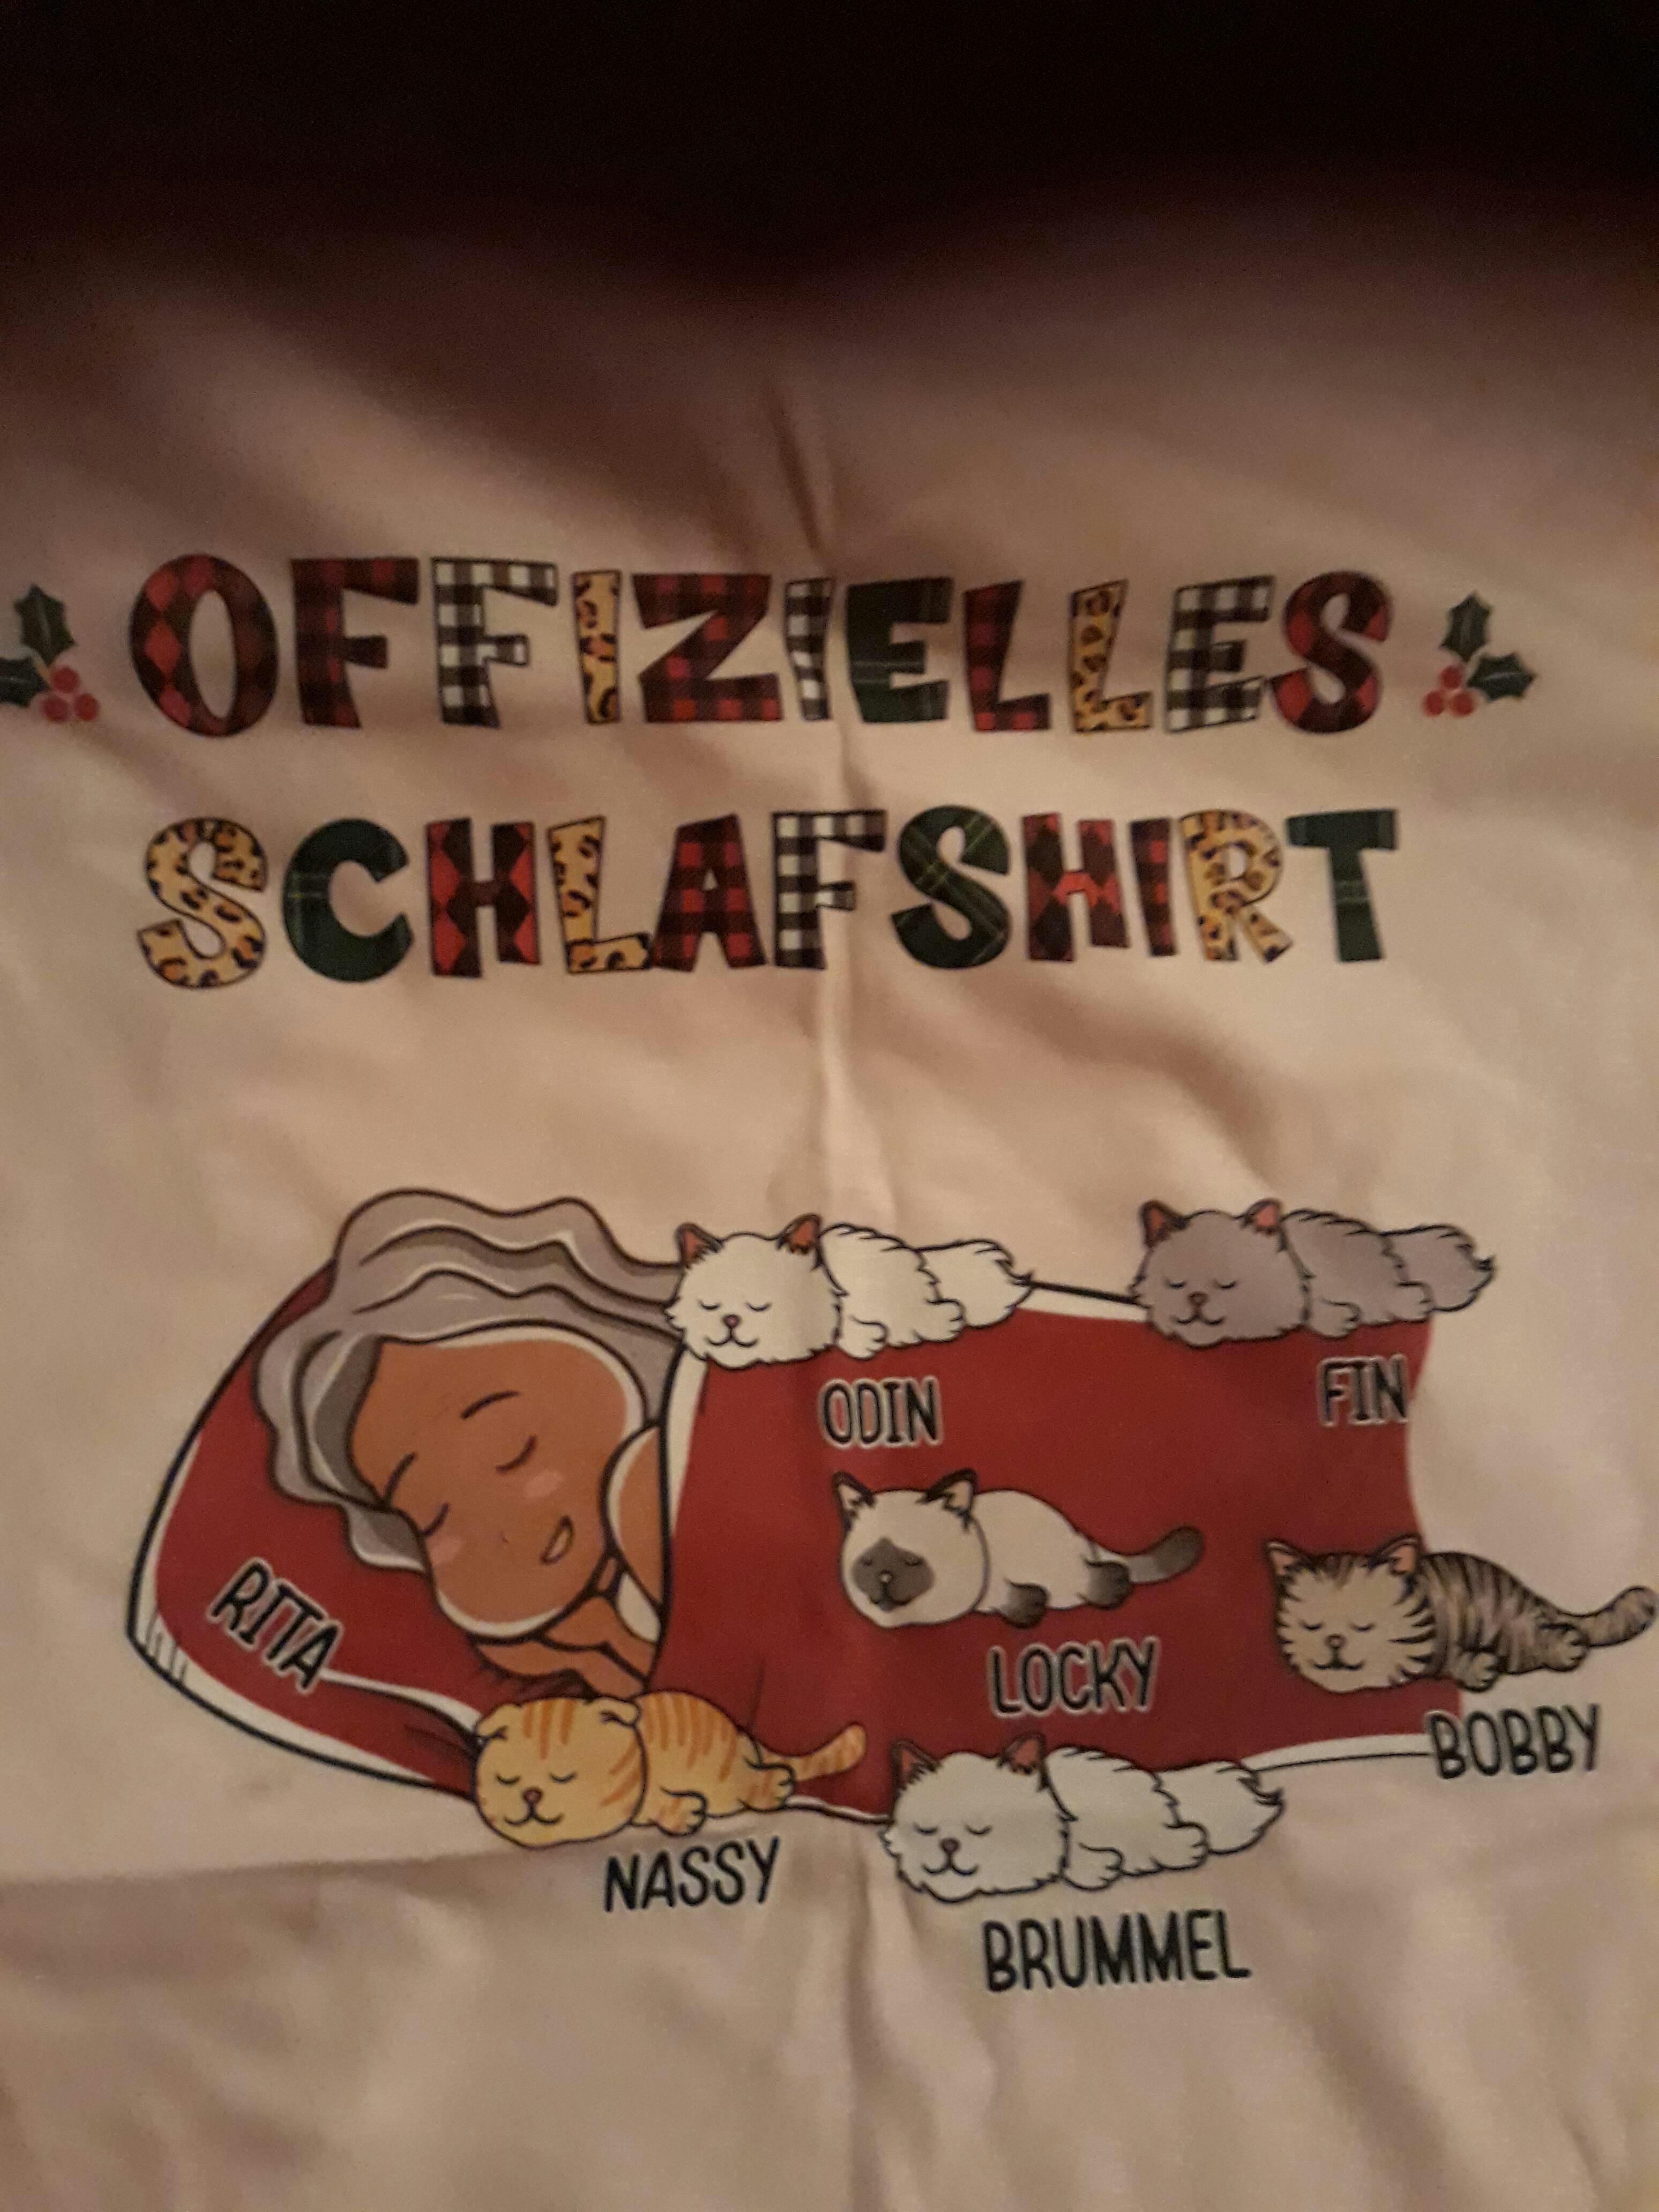 OFFIZIELLES
SCHLAFSHIRT
ODIN
FIN
RITA
LOCKY
BOBBY
NASSY
BRUMMEL